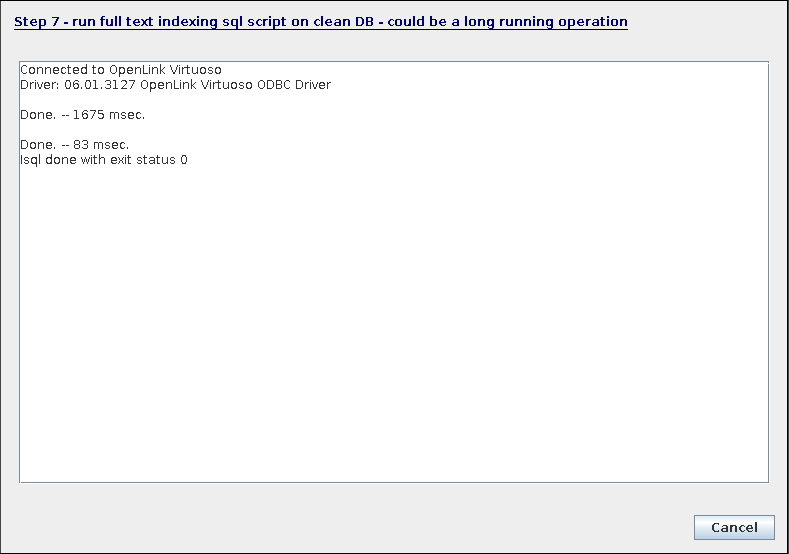 Step 7 - run full text indexing sql script on clean DB - could be a long running operation
Connected to OpenLink Virtuoso
Driver: 06.01.3127 OpenLink Virtuoso ODBC Driver
Done. -- 1675 msec.
Done. -- 83 msec.
Isql done with exit status 0
Cancel